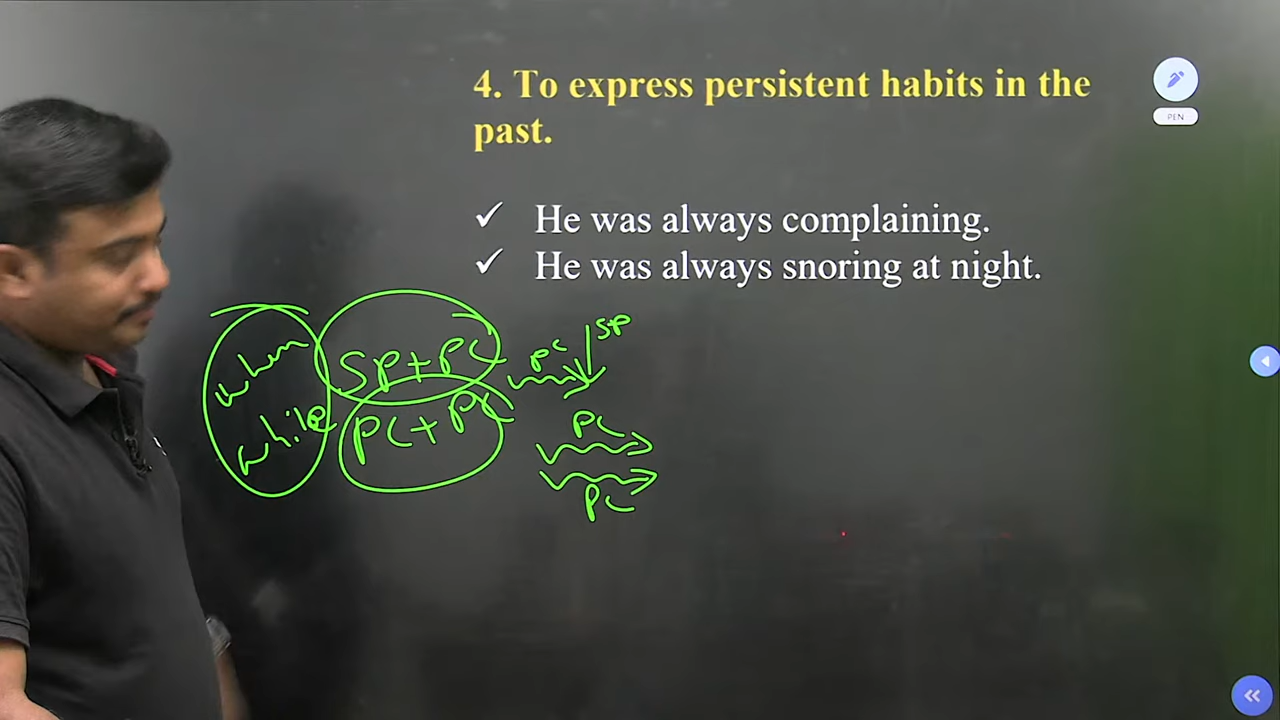 4. To express persistent habits in the
past.
PEN
✓ He was always complaining.
✓ He was always snoring at night.
when SP+PC PC SP
while PC+PC PC
PC